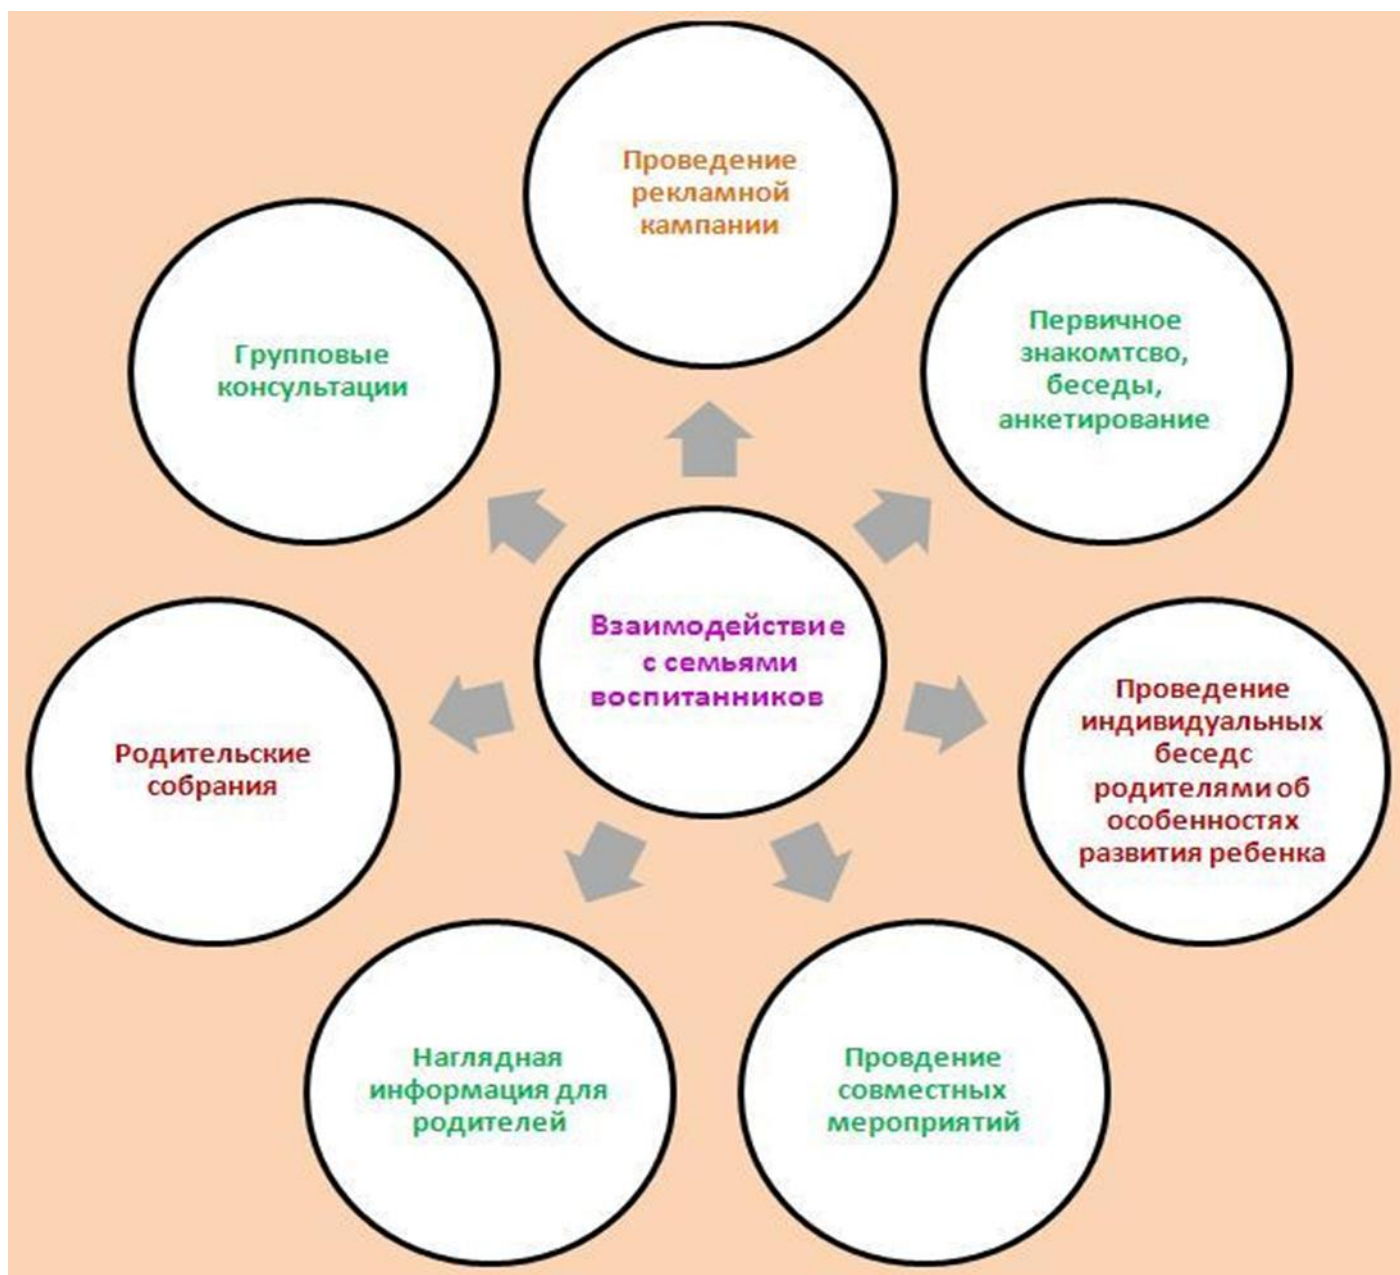 Проведение
рекламной
кампании
Первичное
знакомтсво,
беседы,
анкетирование
Групповые
консультации
Взаимодействие
с семьями
воспитанников
Проведение
индивидуальных
беседс
родителями об
особенностях
развития ребенка
Родительские
собрания
Наглядная
информация для
родителей
Провдение
совместных
мероприятий